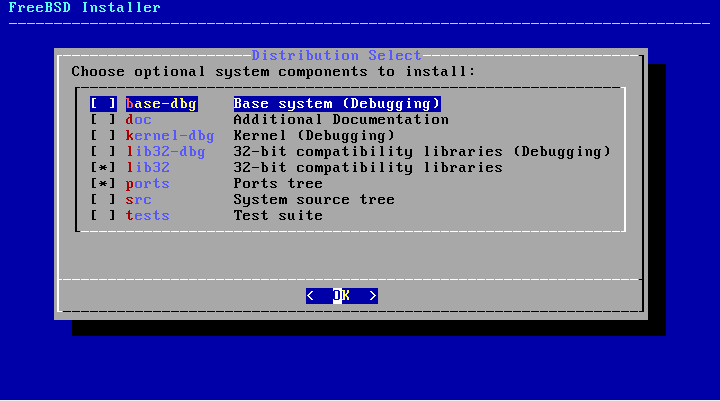 FreeBSD Installer
Distribution Select
Choose optional system components to install:
[ ] base-dbg Base system (Debugging)
[ ] doc Additional Documentation
[ ] kernel-dbg Kernel (Debugging)
[ ] lib32-dbg 32-bit compatibility libraries (Debugging)
[*] lib32 32-bit compatibility libraries
[*] ports Ports tree
[ ] src System source tree
[ ] tests Test suite
< OK >